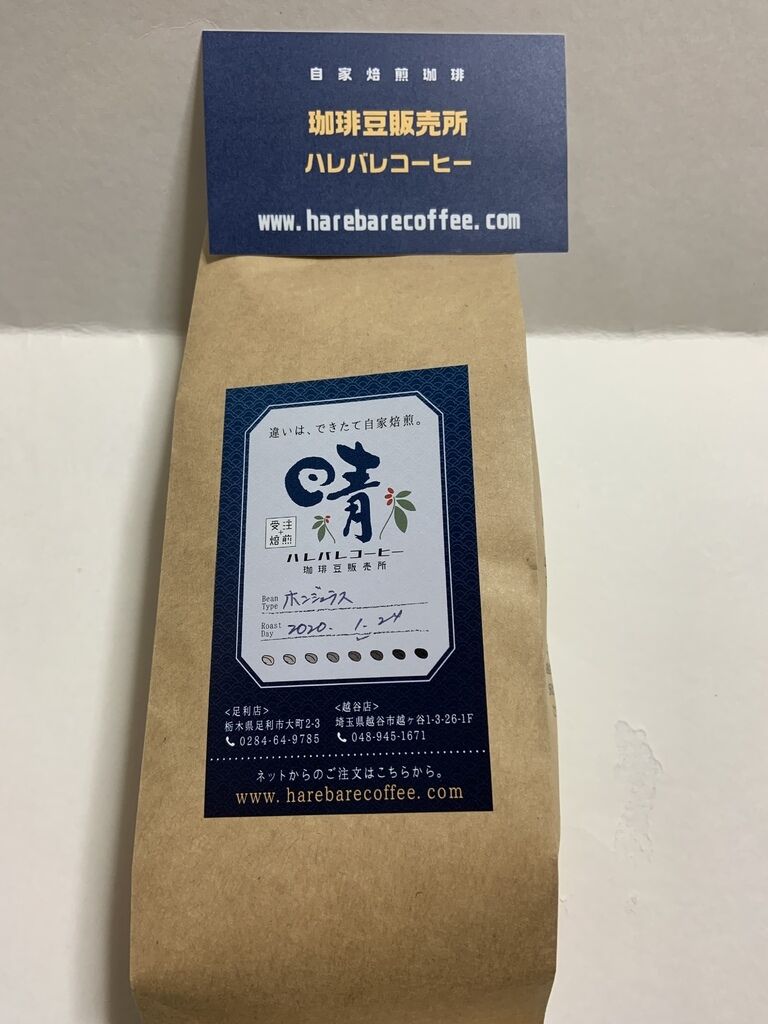 自家焙煎珈琲
珈琲豆販売所
ハレバレコーヒー
www.harebarecoffee.com
違いは、できたて自家焙煎。
晴
受注
焙煎
ハレバレコーヒー
珈琲豆販売所
Bean Type ホンジュラス
Roast Day 2020. 1. 24
<足利店>
栃木県足利市大町2-3
0284-64-9785
<越谷店>
埼玉県越谷市越ヶ谷1-3-26-1F
048-945-1671
ネットからのご注文はこちらから。
www.harebarecoffee.com